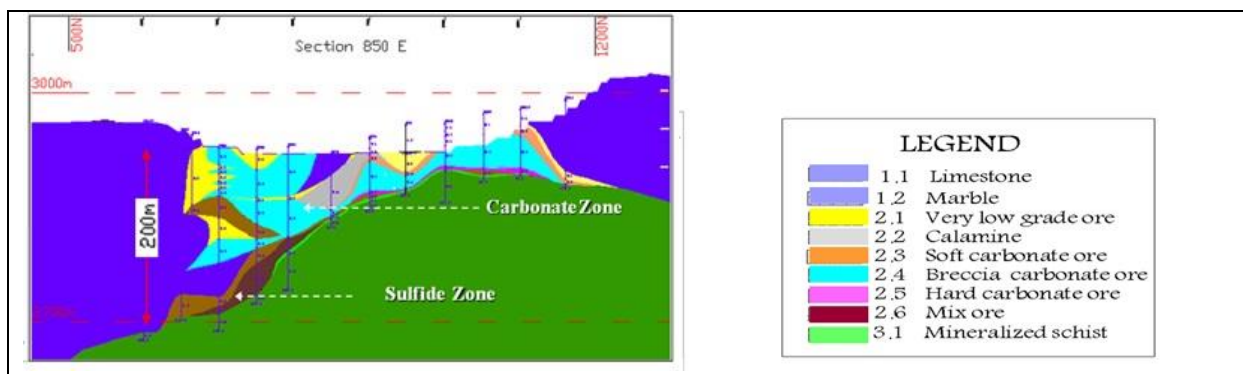 500N
1200N
Section 850 E
3000m
200m
Carbonate Zone
Sulfide Zone
LEGEND
1.1 Limestone
1.2 Marble
2.1 Very low grade ore
2.2 Calamine
2.3 Soft carbonate ore
2.4 Breccia carbonate ore
2.5 Hard carbonate ore
2.6 Mix ore
3.1 Mineralized schist